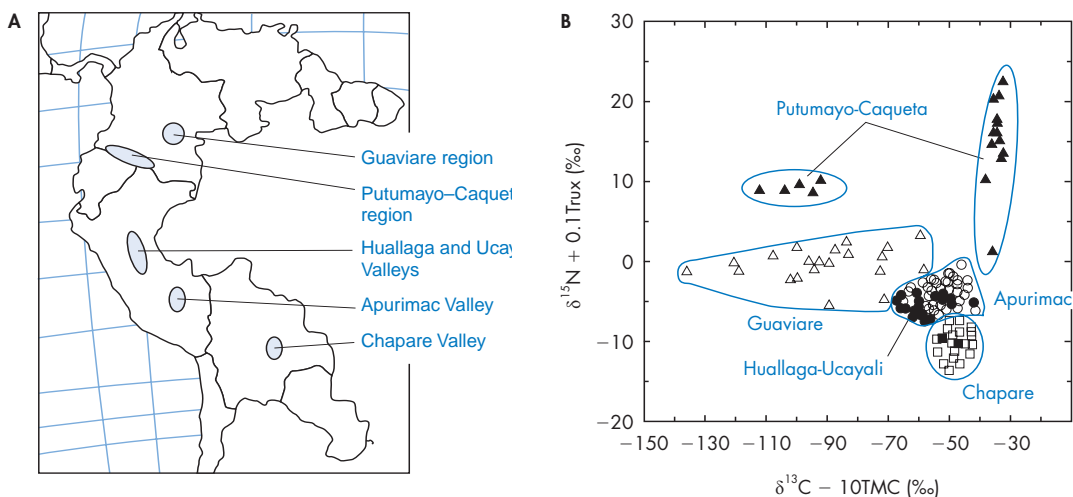 A
Guaviare region
Putumayo–Caquet
region
Huallaga and Ucay
Valleys
Apurimac Valley
Chapare Valley
B
30
20
10
0
−10
−20
−150
−130
−110
−90
−70
−50
−30
δ¹⁵N + 0.1Trux (‰)
δ¹³C − 10TMC (‰)
Putumayo-Caqueta
Guaviare
Apurimac
Huallaga-Ucayali
Chapare